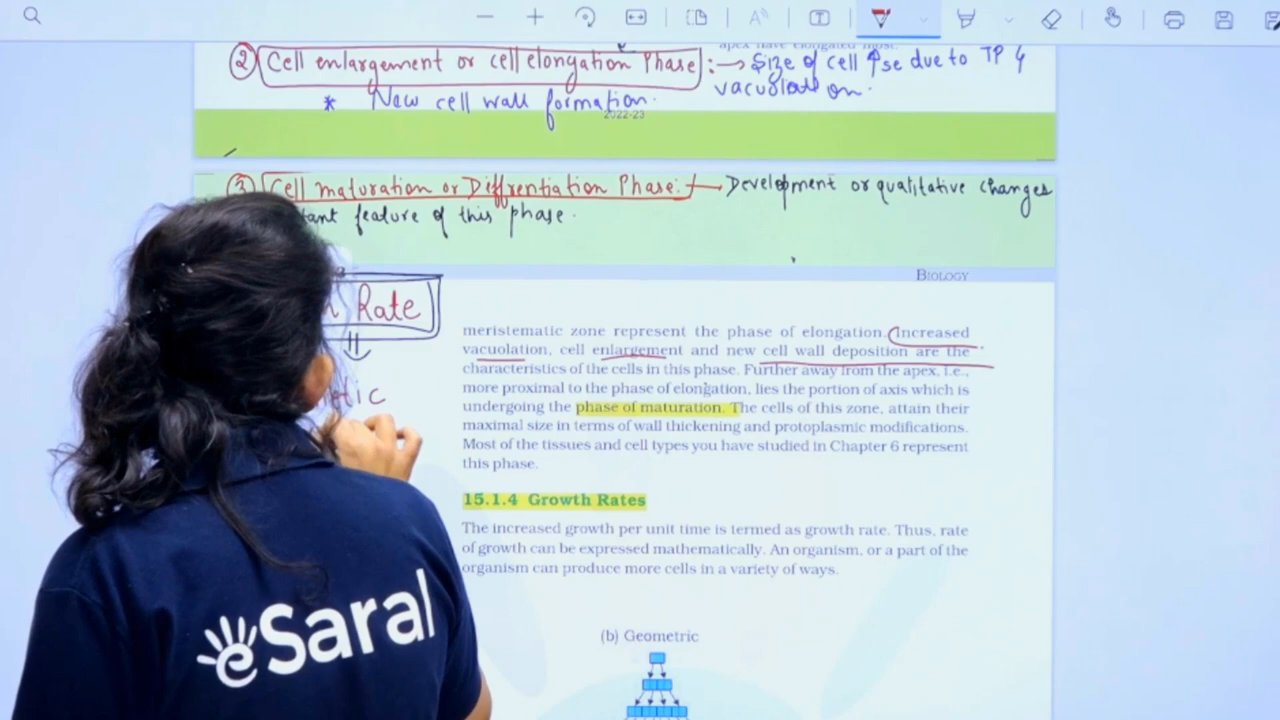 ② Cell enlargement or cell elongation Phase : → Size of cell ↑se due to TP &
vacuolation.
* New cell wall formation.
2022-23
③ Cell maturation or Diffrentiation Phase: → Development or qualitative changes
feature of this phase.
BIOLOGY
Rate
meristematic zone represent the phase of elongation. Increased
vacuolation, cell enlargement and new cell wall deposition are the
characteristics of the cells in this phase. Further away from the apex, i.e.,
more proximal to the phase of elongation, lies the portion of axis which is
undergoing the phase of maturation. The cells of this zone, attain their
maximal size in terms of wall thickening and protoplasmic modifications.
Most of the tissues and cell types you have studied in Chapter 6 represent
this phase.
15.1.4 Growth Rates
The increased growth per unit time is termed as growth rate. Thus, rate
of growth can be expressed mathematically. An organism, or a part of the
organism can produce more cells in a variety of ways.
(b) Geometric
eSaral